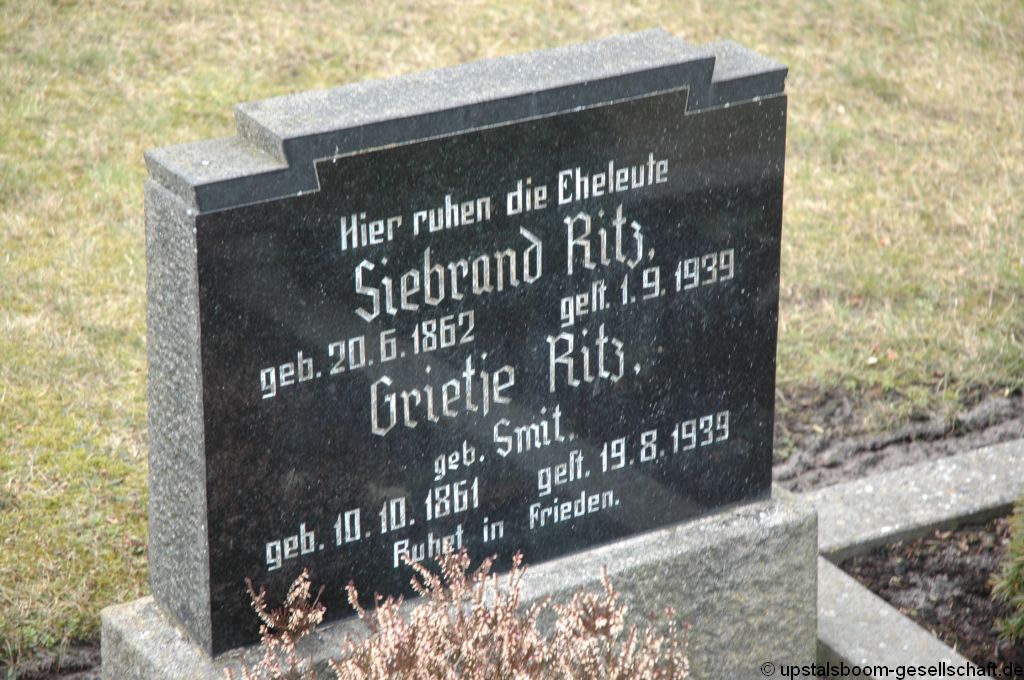 Hier ruhen die Eheleute
Siebrand Ritz,
geb. 20. 6. 1862 gest. 1. 9. 1939
Grietje Ritz,
geb. Smit.
geb. 10. 10. 1861 gest. 19. 8. 1939
Ruhet in Frieden.
© upstalsboom-gesellschaft.de